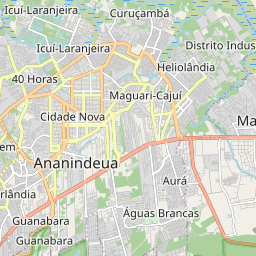 Icuí-Laranjeira
Curuçambá
Icuí-Laranjeira
Distrito Indus
40 Horas
Heliolândia
Maguari-Cajuí
Cidade Nova
Ma
em
Ananindeua
Aurá
rlândia
Guanabara
Águas Brancas
Guanabara